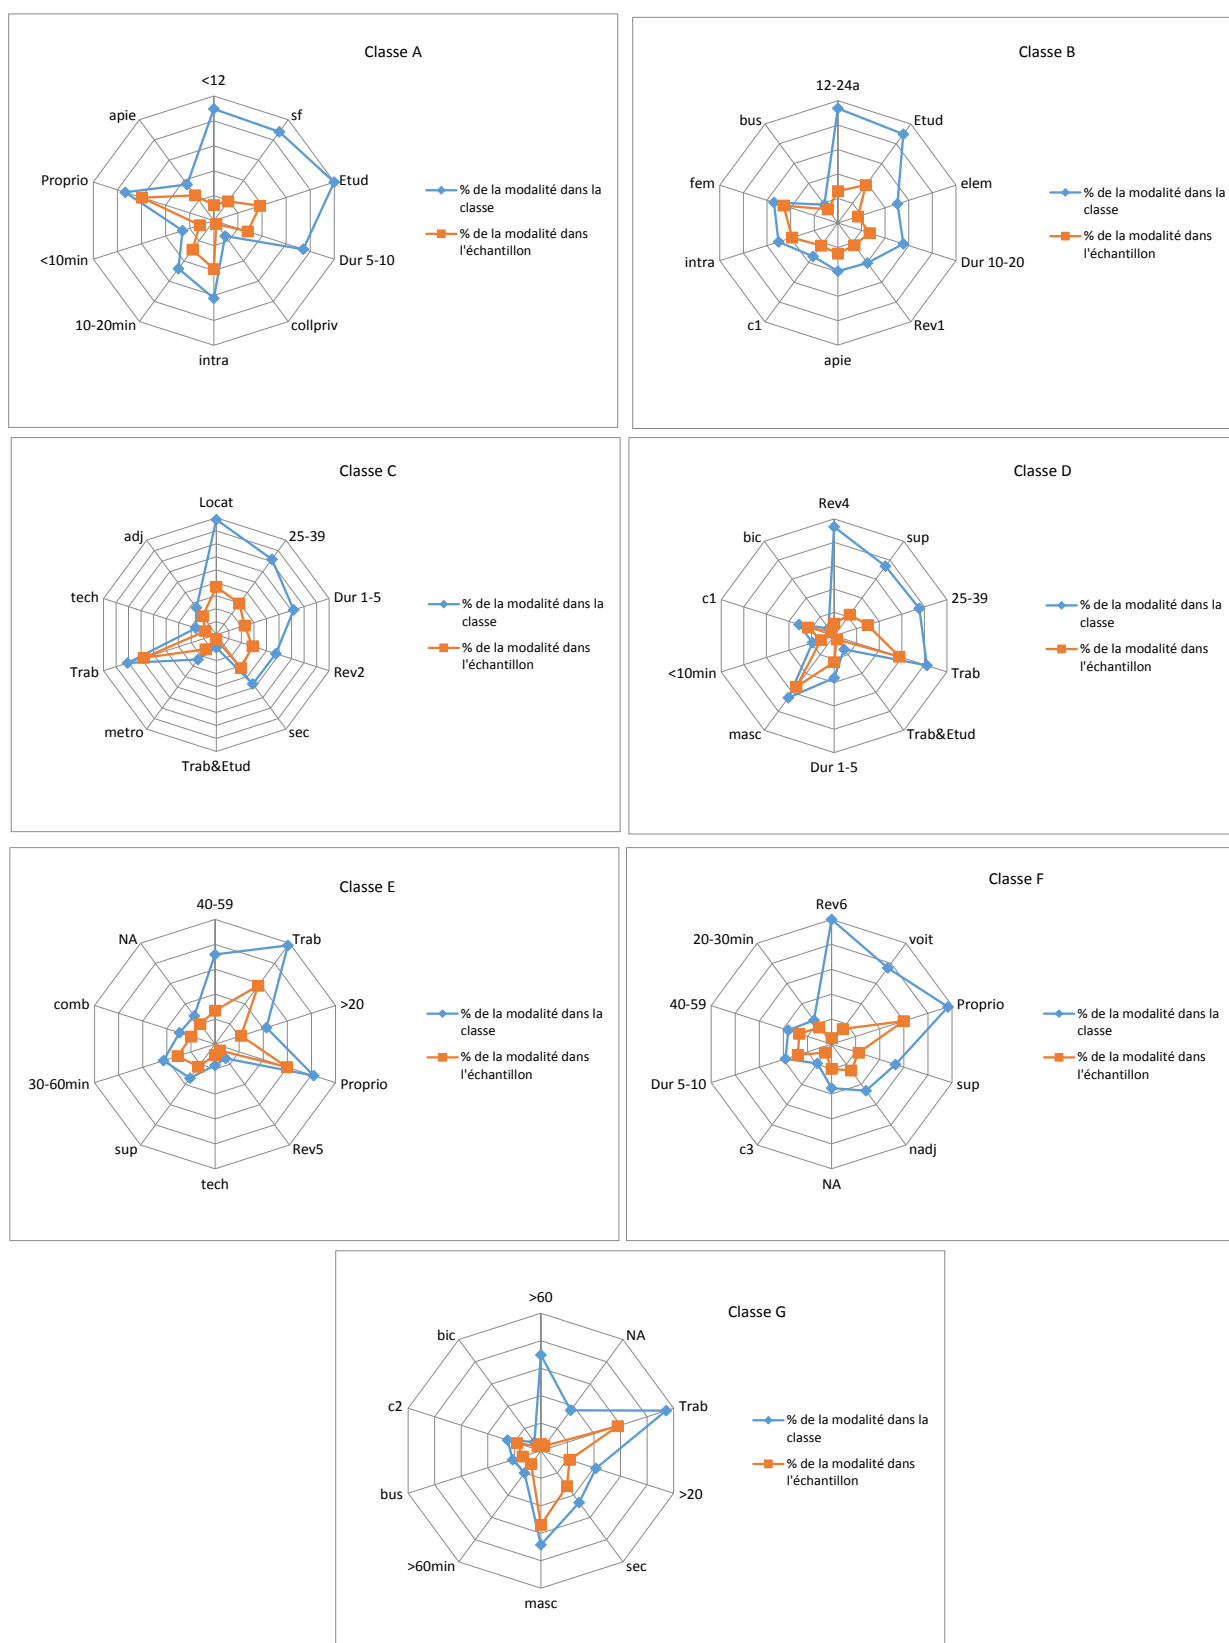 Classe A
<12
sf
Etud
Dur 5-10
collpriv
intra
10-20min
<10min
Proprio
apie
% de la modalité dans la
classe
% de la modalité dans
l'échantillon
Classe B
12-24a
Etud
elem
Dur 10-20
Rev1
apie
c1
intra
fem
bus
% de la modalité dans la
classe
% de la modalité dans
l'échantillon
Classe C
Locat
25-39
Dur 1-5
Rev2
sec
Trab&Etud
metro
Trab
tech
adj
% de la modalité dans la
classe
% de la modalité dans
l'échantillon
Classe D
Rev4
sup
25-39
Trab
Trab&Etud
Dur 1-5
masc
<10min
c1
bic
% de la modalité dans la
classe
% de la modalité dans
l'échantillon
Classe E
40-59
Trab
>20
Proprio
Rev5
tech
sup
30-60min
comb
NA
% de la modalité dans la
classe
% de la modalité dans
l'échantillon
Classe F
Rev6
voit
Proprio
sup
nadj
NA
c3
Dur 5-10
40-59
20-30min
% de la modalité dans la
classe
% de la modalité dans
l'échantillon
Classe G
>60
NA
Trab
>20
sec
masc
>60min
bus
c2
bic
% de la modalité dans la
classe
% de la modalité dans
l'échantillon